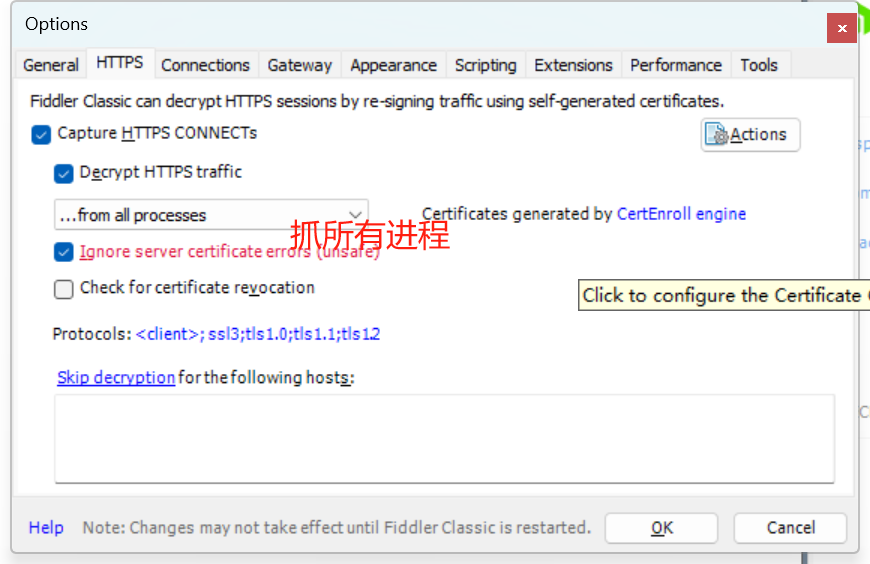 Options
General HTTPS Connections Gateway Appearance Scripting Extensions Performance Tools
Fiddler Classic can decrypt HTTPS sessions by re-signing traffic using self-generated certificates.
Capture HTTPS CONNECTs
Actions
Decrypt HTTPS traffic
...from all processes
Certificates generated by CertEnroll engine
抓所有进程
Ignore server certificate errors (unsafe)
Check for certificate revocation
Click to configure the Certificate
Protocols: <client>;ssl3;tls1.0;tls1.1;tls1.2
Skip decryption for the following hosts:
Help Note: Changes may not take effect until Fiddler Classic is restarted. OK Cancel